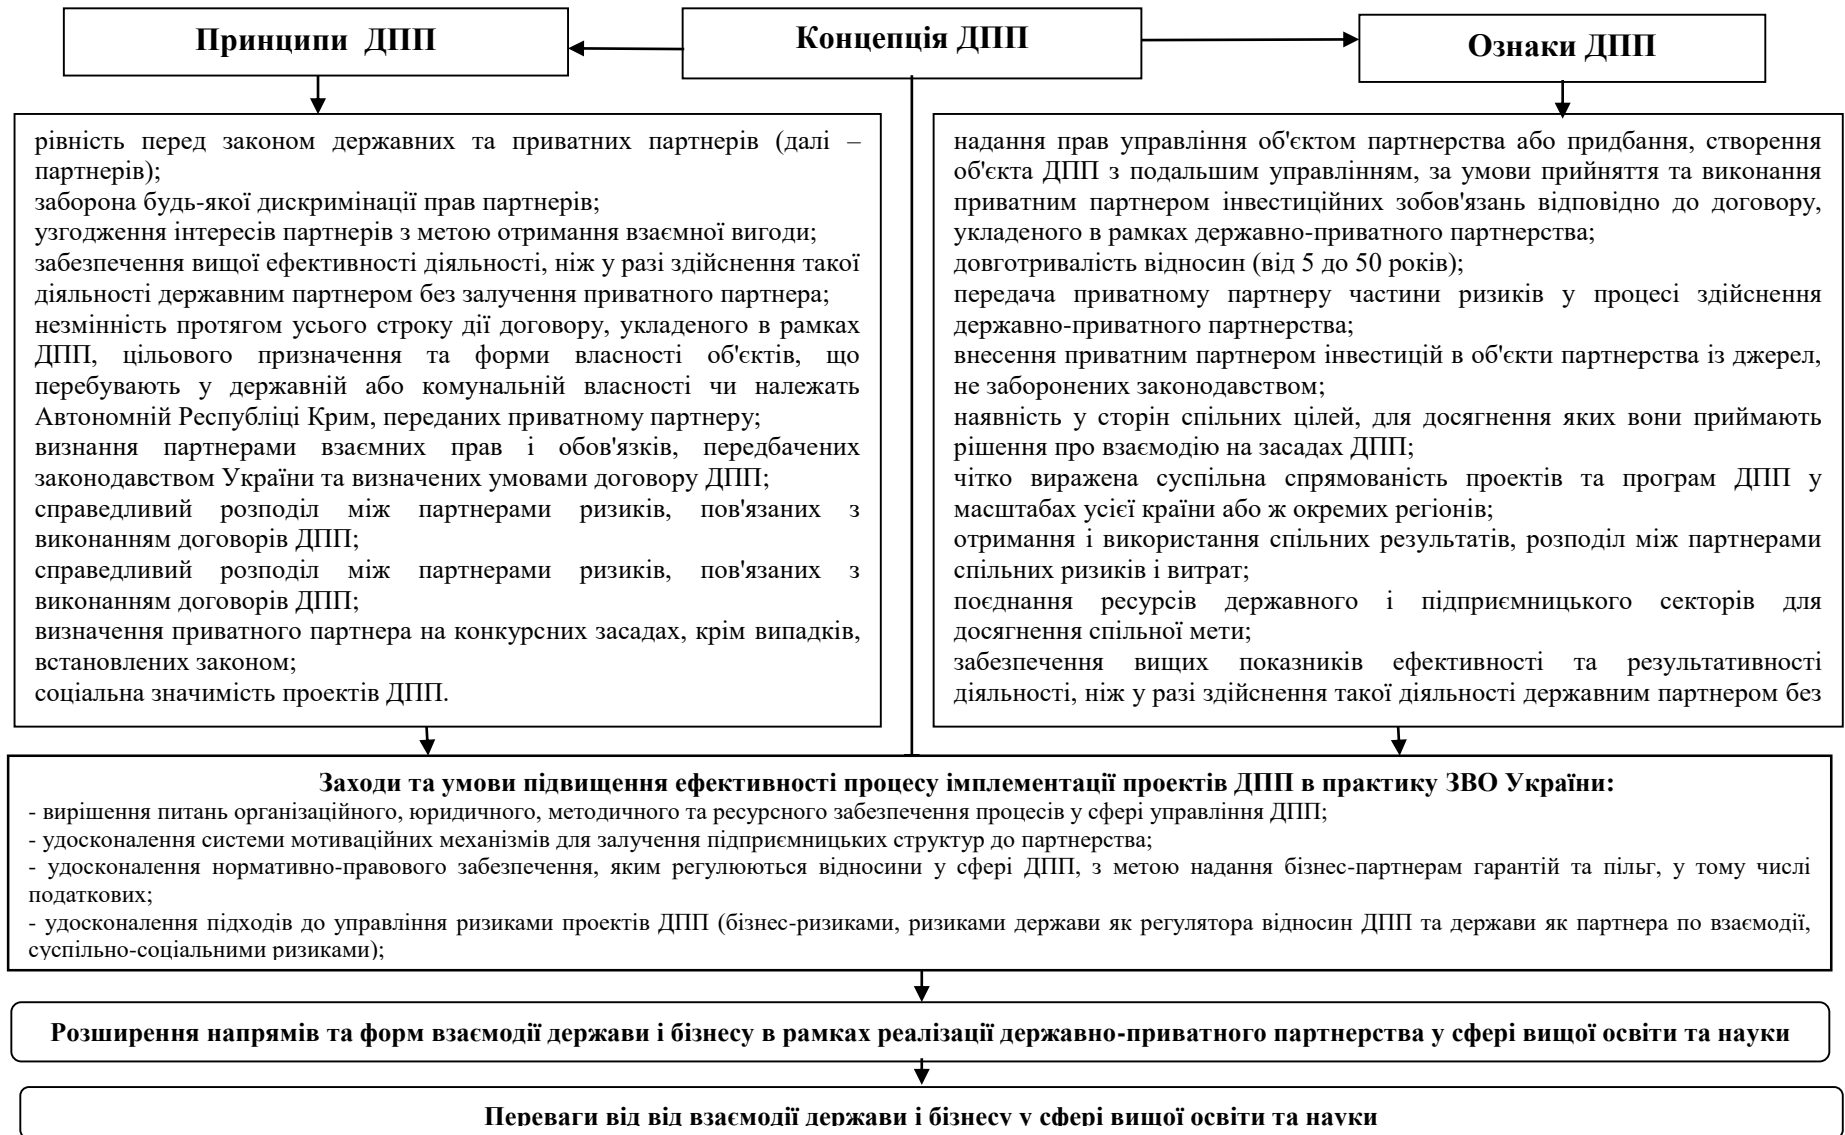 Принципи ДПП
Концепція ДПП
Ознаки ДПП
рівність перед законом державних та приватних партнерів (далі –
партнерів);
заборона будь-якої дискримінації прав партнерів;
узгодження інтересів партнерів з метою отримання взаємної вигоди;
забезпечення вищої ефективності діяльності, ніж у разі здійснення такої
діяльності державним партнером без залучення приватного партнера;
незмінність протягом усього строку дії договору, укладеного в рамках
ДПП, цільового призначення та форми власності об'єктів, що
перебувають у державній або комунальній власності чи належать
Автономній Республіці Крим, переданих приватному партнеру;
визнання партнерами взаємних прав і обов'язків, передбачених
законодавством України та визначених умовами договору ДПП;
справедливий розподіл між партнерами ризиків, пов'язаних з
виконанням договорів ДПП;
справедливий розподіл між партнерами ризиків, пов'язаних з
виконанням договорів ДПП;
визначення приватного партнера на конкурсних засадах, крім випадків,
встановлених законом;
соціальна значимість проектів ДПП.
надання прав управління об'єктом партнерства або придбання, створення
об'єкта ДПП з подальшим управлінням, за умови прийняття та виконання
приватним партнером інвестиційних зобов'язань відповідно до договору,
укладеного в рамках державно-приватного партнерства;
довготривалість відносин (від 5 до 50 років);
передача приватному партнеру частини ризиків у процесі здійснення
державно-приватного партнерства;
внесення приватним партнером інвестицій в об'єкти партнерства із джерел,
не заборонених законодавством;
наявність у сторін спільних цілей, для досягнення яких вони приймають
рішення про взаємодію на засадах ДПП;
чітко виражена суспільна спрямованість проектів та програм ДПП у
масштабах усієї країни або ж окремих регіонів;
отримання і використання спільних результатів, розподіл між партнерами
спільних ризиків і витрат;
поєднання ресурсів державного і підприємницького секторів для
досягнення спільної мети;
забезпечення вищих показників ефективності та результативності
діяльності, ніж у разі здійснення такої діяльності державним партнером без
Заходи та умови підвищення ефективності процесу імплементації проектів ДПП в практику ЗВО України:
- вирішення питань організаційного, юридичного, методичного та ресурсного забезпечення процесів у сфері управління ДПП;
- удосконалення системи мотиваційних механізмів для залучення підприємницьких структур до партнерства;
- удосконалення нормативно-правового забезпечення, яким регулюються відносини у сфері ДПП, з метою надання бізнес-партнерам гарантій та пільг, у тому числі
податкових;
- удосконалення підходів до управління ризиками проектів ДПП (бізнес-ризиками, ризиками держави як регулятора відносин ДПП та держави як партнера по взаємодії,
суспільно-соціальними ризиками);
Розширення напрямів та форм взаємодії держави і бізнесу в рамках реалізації державно-приватного партнерства у сфері вищої освіти та науки
Переваги від від взаємодії держави і бізнесу у сфері вищої освіти та науки